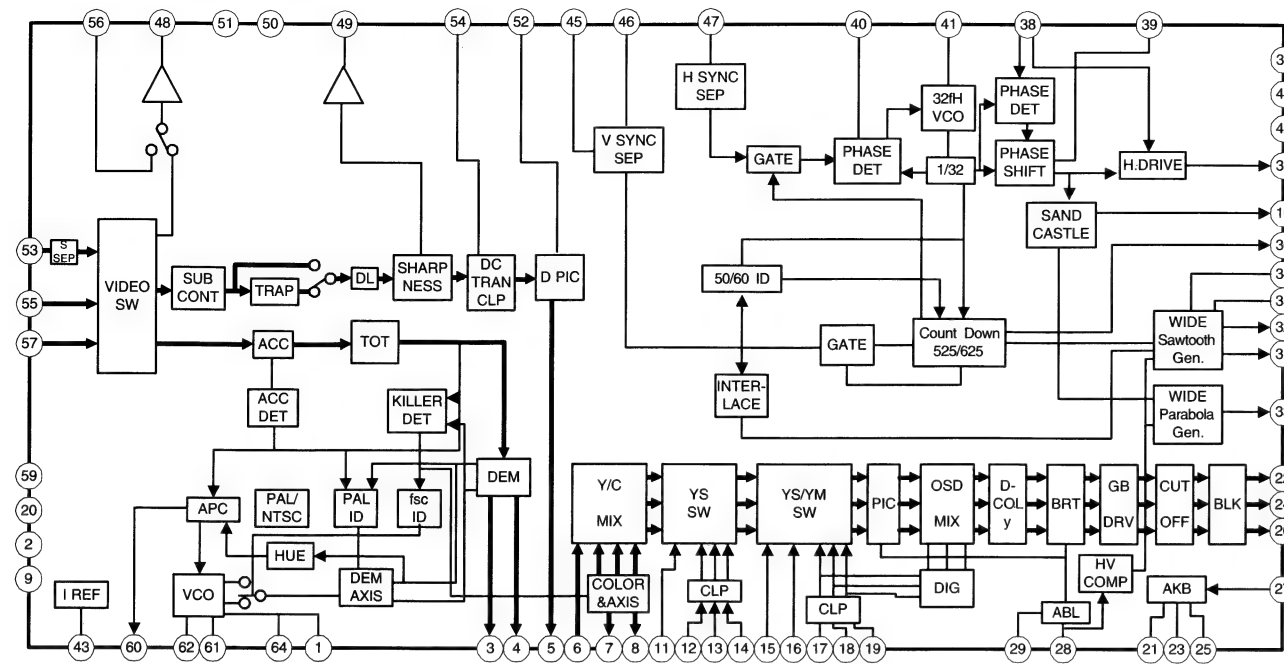 56 48 51 50 49 54 52 45 46 47 40 41 38 39
H SYNC
SEP
32fH
VCO
PHASE
DET
V SYNC
SEP
GATE
PHASE
DET
1/32
PHASE
SHIFT
H.DRIVE
SAND
CASTLE
53
S
SEP
55
57
VIDEO
SW
SUB
CONT
TRAP
DL
SHARP
NESS
DC
TRAN
CLP
D PIC
50/60 ID
GATE
Count Down
525/625
INTER-
LACE
WIDE
Sawtooth
Gen.
WIDE
Parabola
Gen.
ACC
TOT
ACC
DET
KILLER
DET
59
20
2
9
APC
PAL/
NTSC
PAL
ID
fsc
ID
DEM
HUE
VCO
DEM
AXIS
I REF
Y/C
MIX
YS
SW
YS/YM
SW
PIC
OSD
MIX
D-
COL
y
BRT
GB
DRV
CUT
OFF
BLK
COLOR
&AXIS
CLP
CLP
DIG
HV
COMP
ABL
AKB
43 60 62 61 64 1 3 4 5 6 7 8 11 12 13 14 15 16 17 18 19 29 28 21 23 25